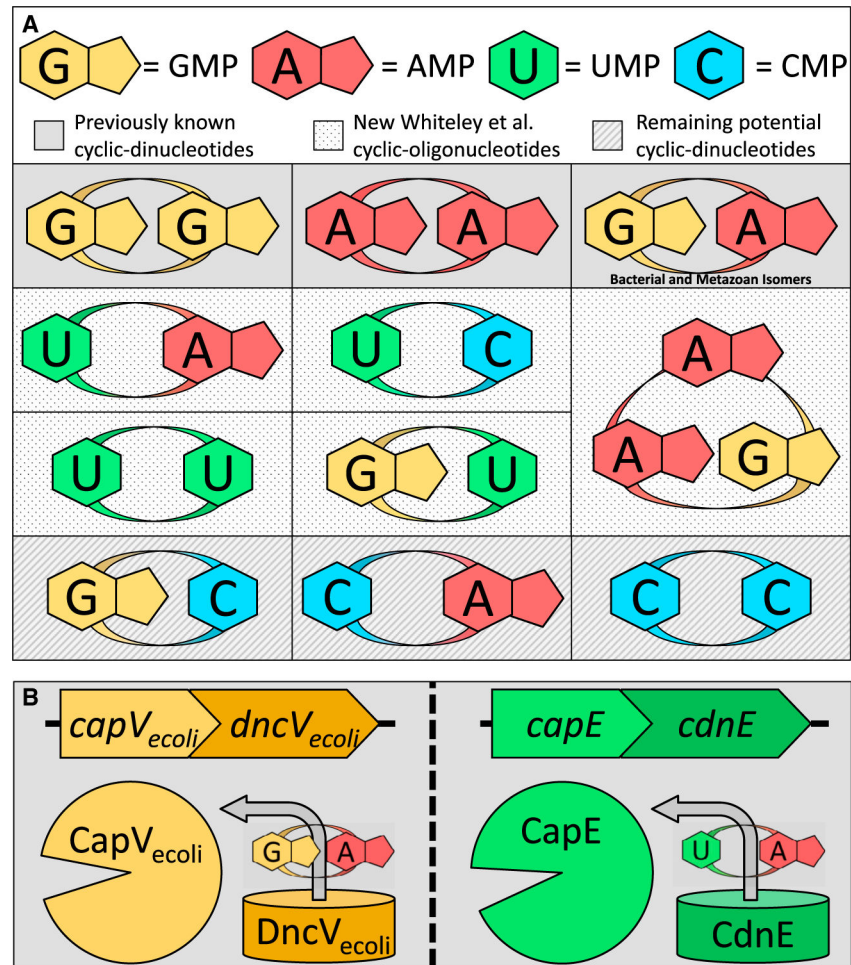 A
G = GMP A = AMP U = UMP C = CMP
Previously known
cyclic-dinucleotides
New Whiteley et al.
cyclic-oligonucleotides
Remaining potential
cyclic-dinucleotides
G G
A A
G A
Bacterial and Metazoan Isomers
U A
U C
A
A G
U U
G U
G C
C A
C C
B
capVecoli dncVecoli
capE cdnE
CapVecoli
G A
DncVecoli
CapE
U A
CdnE